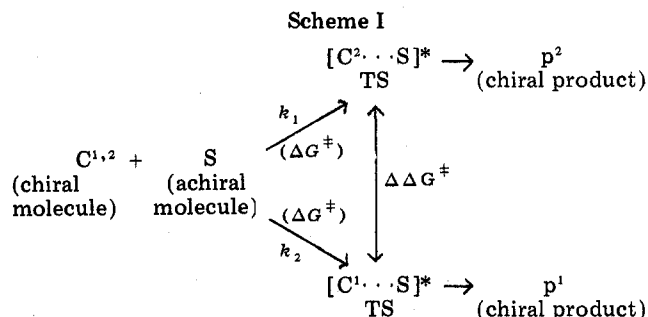 Scheme I
[C²···S]* → p²
TS (chiral product)
k₁
(ΔG‡)
C¹,² + S
(chiral molecule) (achiral molecule)
ΔΔG‡
(ΔG‡)
k₂
[C¹···S]* → p¹
TS (chiral product)